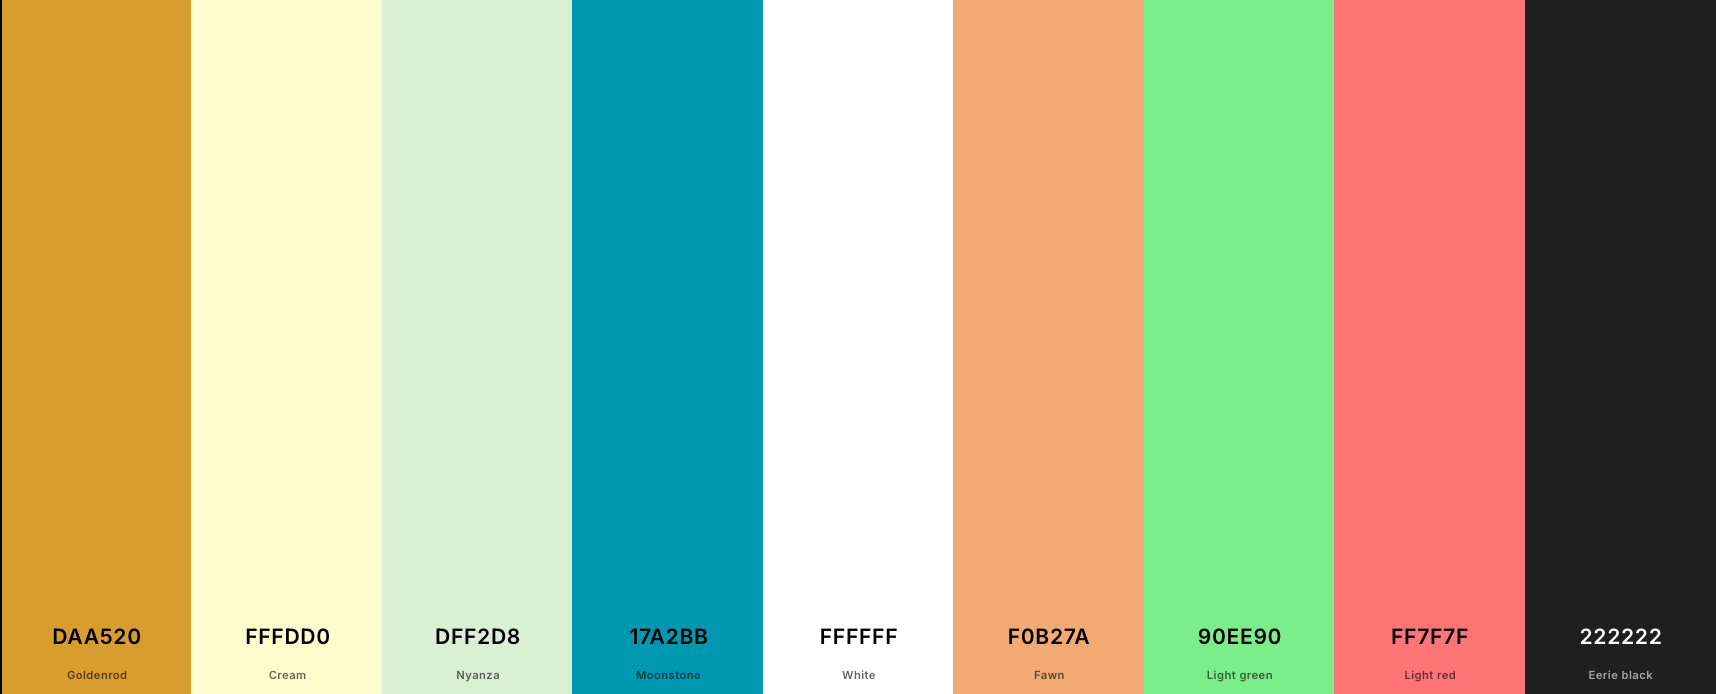 DAA520
Goldenrod
FFFDD0
Cream
DFF2D8
Nyanza
17A2BB
Moonstone
FFFFFF
White
F0B27A
Fawn
90EE90
Light green
FF7F7F
Light red
222222
Eerie black